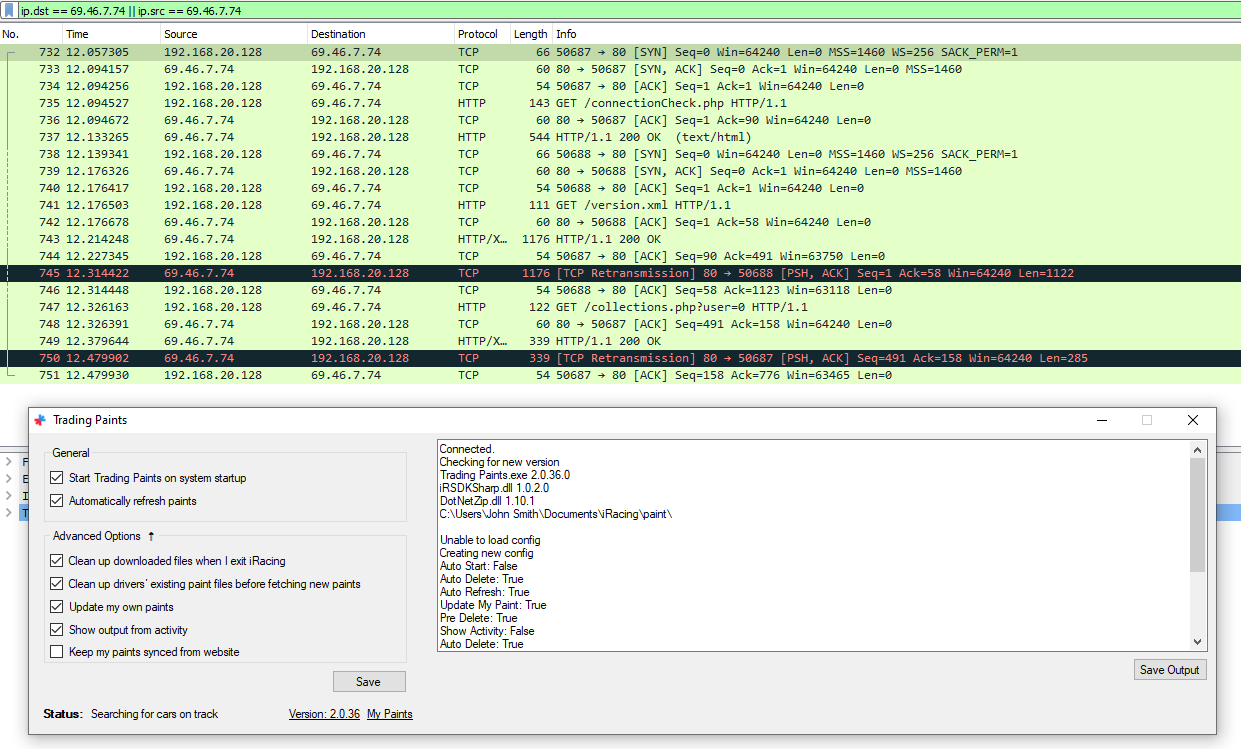 ip.dst == 69.46.7.74 || ip.src == 69.46.7.74
No. Time Source Destination Protocol Length Info
732 12.057305 192.168.20.128 69.46.7.74 TCP 66 50687 → 80 [SYN] Seq=0 Win=64240 Len=0 MSS=1460 WS=256 SACK_PERM=1
733 12.094157 69.46.7.74 192.168.20.128 TCP 60 80 → 50687 [SYN, ACK] Seq=0 Ack=1 Win=64240 Len=0 MSS=1460
734 12.094256 192.168.20.128 69.46.7.74 TCP 54 50687 → 80 [ACK] Seq=1 Ack=1 Win=64240 Len=0
735 12.094527 192.168.20.128 69.46.7.74 HTTP 143 GET /connectionCheck.php HTTP/1.1
736 12.094672 69.46.7.74 192.168.20.128 TCP 60 80 → 50687 [ACK] Seq=1 Ack=90 Win=64240 Len=0
737 12.133265 69.46.7.74 192.168.20.128 HTTP 544 HTTP/1.1 200 OK (text/html)
738 12.139341 192.168.20.128 69.46.7.74 TCP 66 50688 → 80 [SYN] Seq=0 Win=64240 Len=0 MSS=1460 WS=256 SACK_PERM=1
739 12.176326 69.46.7.74 192.168.20.128 TCP 60 80 → 50688 [SYN, ACK] Seq=0 Ack=1 Win=64240 Len=0 MSS=1460
740 12.176417 192.168.20.128 69.46.7.74 TCP 54 50688 → 80 [ACK] Seq=1 Ack=1 Win=64240 Len=0
741 12.176503 192.168.20.128 69.46.7.74 HTTP 111 GET /version.xml HTTP/1.1
742 12.176678 69.46.7.74 192.168.20.128 TCP 60 80 → 50688 [ACK] Seq=1 Ack=58 Win=64240 Len=0
743 12.214248 69.46.7.74 192.168.20.128 HTTP/X… 1176 HTTP/1.1 200 OK
744 12.227345 192.168.20.128 69.46.7.74 TCP 54 50687 → 80 [ACK] Seq=90 Ack=491 Win=63750 Len=0
745 12.314422 69.46.7.74 192.168.20.128 TCP 1176 [TCP Retransmission] 80 → 50688 [PSH, ACK] Seq=1 Ack=58 Win=64240 Len=1122
746 12.314448 192.168.20.128 69.46.7.74 TCP 54 50688 → 80 [ACK] Seq=58 Ack=1123 Win=63118 Len=0
747 12.326163 192.168.20.128 69.46.7.74 HTTP 122 GET /collections.php?user=0 HTTP/1.1
748 12.326391 69.46.7.74 192.168.20.128 TCP 60 80 → 50687 [ACK] Seq=491 Ack=158 Win=64240 Len=0
749 12.379644 69.46.7.74 192.168.20.128 HTTP/X… 339 HTTP/1.1 200 OK
750 12.479902 69.46.7.74 192.168.20.128 TCP 339 [TCP Retransmission] 80 → 50687 [PSH, ACK] Seq=491 Ack=158 Win=64240 Len=285
751 12.479930 192.168.20.128 69.46.7.74 TCP 54 50687 → 80 [ACK] Seq=158 Ack=776 Win=63465 Len=0
Trading Paints
General
Start Trading Paints on system startup
Automatically refresh paints
Advanced Options ↑
Clean up downloaded files when I exit iRacing
Clean up drivers' existing paint files before fetching new paints
Update my own paints
Show output from activity
Keep my paints synced from website
Save
Status: Searching for cars on track
Version: 2.0.36 My Paints
Connected.
Checking for new version
Trading Paints.exe 2.0.36.0
iRSDKSharp.dll 1.0.2.0
DotNetZip.dll 1.10.1
C:\Users\John Smith\Documents\iRacing\paint\
Unable to load config
Creating new config
Auto Start: False
Auto Delete: True
Auto Refresh: True
Update My Paint: True
Pre Delete: True
Show Activity: False
Auto Delete: True
Save Output